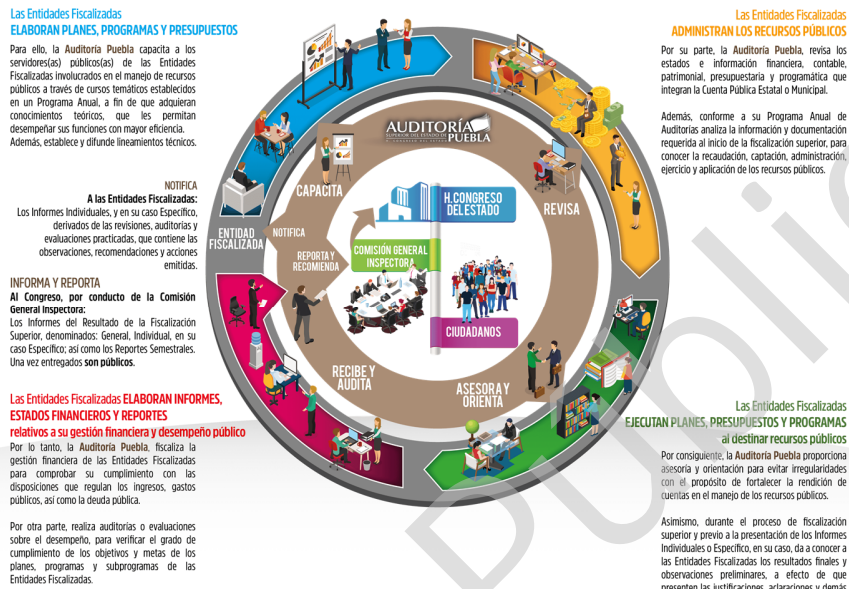 Las Entidades Fiscalizadas
ELABORAN PLANES, PROGRAMAS Y PRESUPUESTOS
Para ello, la Auditoría Puebla capacita a los
servidores(as) públicos(as) de las Entidades
Fiscalizadas involucrados en el manejo de recursos
públicos a través de cursos temáticos establecidos
en un Programa Anual, a fin de que adquieran
conocimientos teóricos, que les permitan
desempeñar sus funciones con mayor eficiencia.
Además, establece y difunde lineamientos técnicos.
NOTIFICA
A las Entidades Fiscalizadas:
Los Informes Individuales, y en su caso Específico,
derivados de las revisiones, auditorías y
evaluaciones practicadas, que contiene las
observaciones, recomendaciones y acciones
emitidas.
INFORMA Y REPORTA
Al Congreso, por conducto de la Comisión
General Inspectora:
Los Informes del Resultado de la Fiscalización
Superior, denominados: General, Individual, en su
caso Específico; así como los Reportes Semestrales.
Una vez entregados son públicos.
Las Entidades Fiscalizadas ELABORAN INFORMES,
ESTADOS FINANCIEROS Y REPORTES
relativos a su gestión financiera y desempeño público
Por lo tanto, la Auditoría Puebla, fiscaliza la
gestión financiera de las Entidades Fiscalizadas
para comprobar su cumplimiento con las
disposiciones que regulan los ingresos, gastos
públicos, así como la deuda pública.
Por otra parte, realiza auditorías o evaluaciones
sobre el desempeño, para verificar el grado de
cumplimiento de los objetivos y metas de los
planes, programas y subprogramas de las
Entidades Fiscalizadas.
AUDITORÍA
SUPERIOR DEL ESTADO DE
PUEBLA
H. CONGRESO DEL ESTADO
CAPACITA
REVISA
ENTIDAD
FISCALIZADA
NOTIFICA
REPORTA Y
RECOMIENDA
H. CONGRESO
DEL ESTADO
COMISIÓN GENERAL
INSPECTORA
CIUDADANOS
RECIBE Y
AUDITA
ASESORA Y
ORIENTA
Las Entidades Fiscalizadas
ADMINISTRAN LOS RECURSOS PÚBLICOS
Por su parte, la Auditoría Puebla, revisa los
estados e información financiera, contable,
patrimonial, presupuestaria y programática que
integran la Cuenta Pública Estatal o Municipal.
Además, conforme a su Programa Anual de
Auditorías analiza la información y documentación
requerida al inicio de la fiscalización superior, para
conocer la recaudación, captación, administración,
ejercicio y aplicación de los recursos públicos.
Las Entidades Fiscalizadas
EJECUTAN PLANES, PRESUPUESTOS Y PROGRAMAS
al destinar recursos públicos
Por consiguiente, la Auditoría Puebla proporciona
asesoría y orientación para evitar irregularidades
con el propósito de fortalecer la rendición de
cuentas en el manejo de los recursos públicos.
Asimismo, durante el proceso de fiscalización
superior y previo a la presentación de los Informes
Individuales o Específico, en su caso, da a conocer a
las Entidades Fiscalizadas los resultados finales y
observaciones preliminares, a efecto de que
presenten las justificaciones, aclaraciones y demás
Public